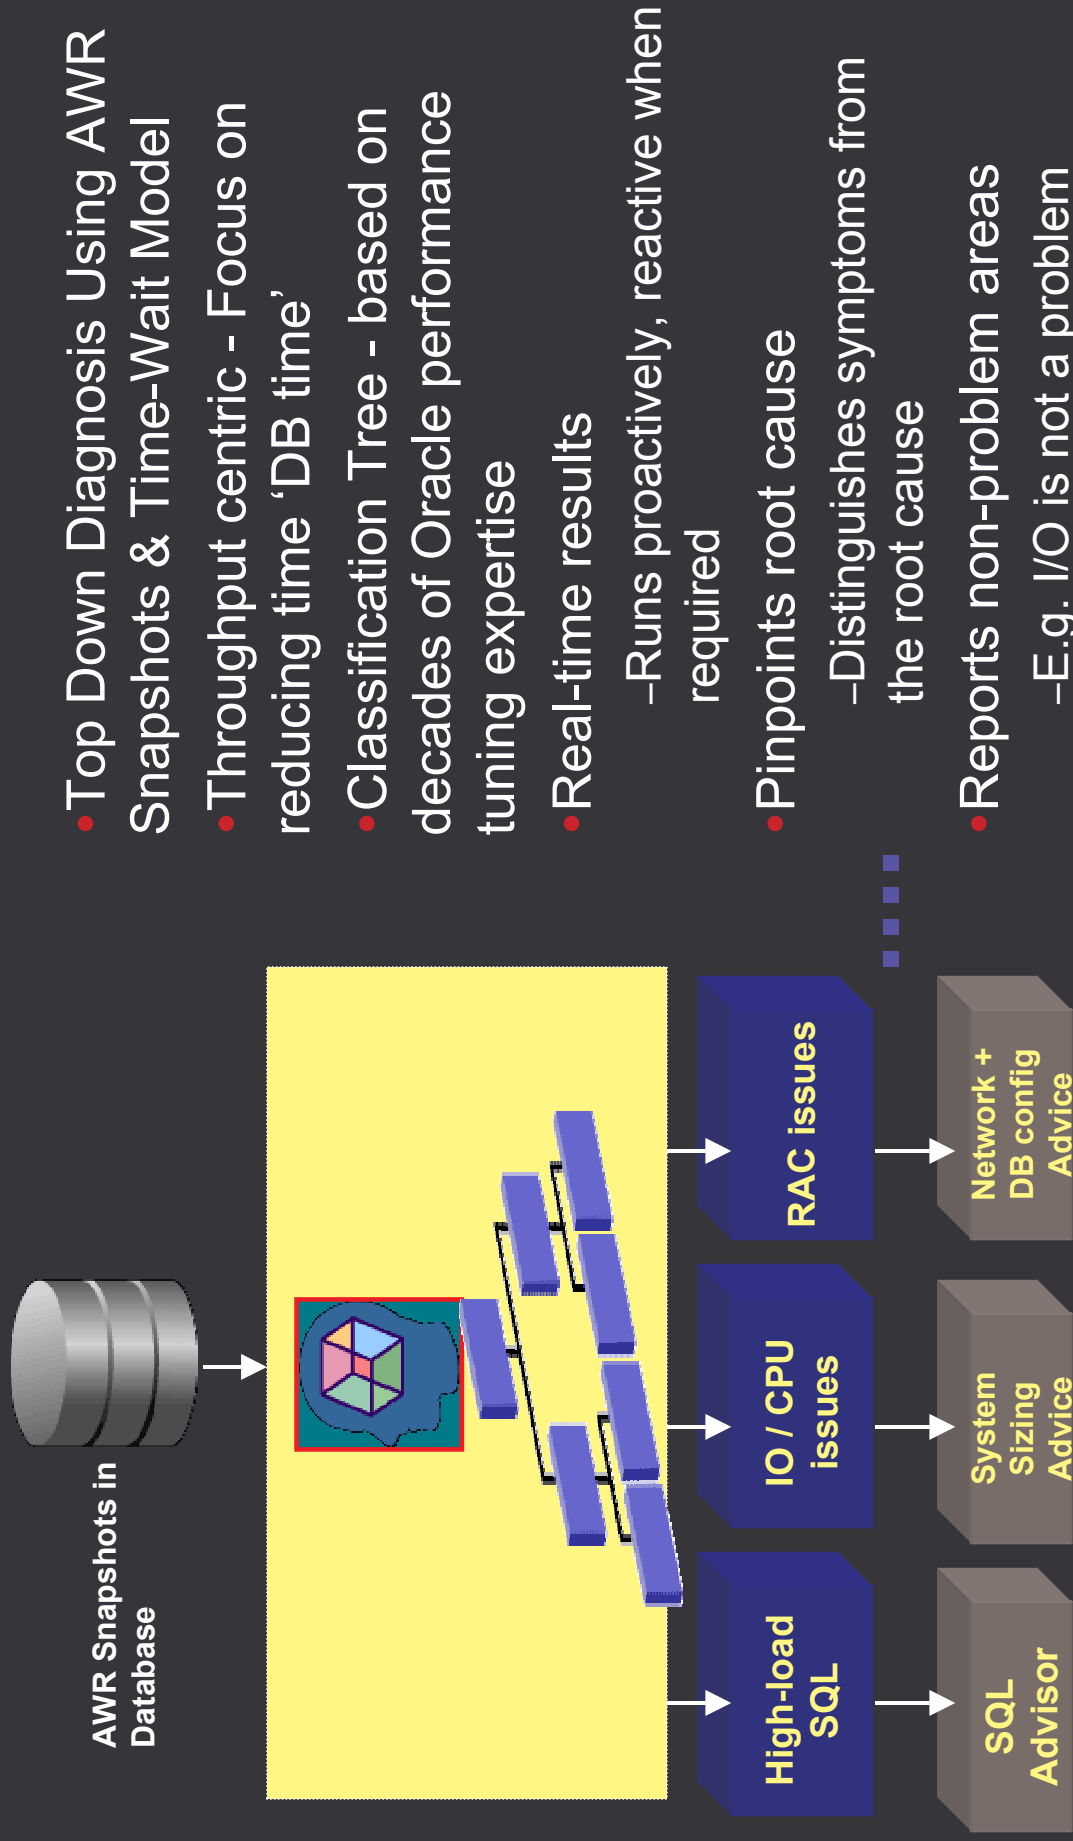 AWR Snapshots in
Database
High-load
SQL
IO / CPU
issues
RAC issues
SQL
Advisor
System
Sizing
Advice
Network +
DB config
Advice
•Top Down Diagnosis Using AWR
Snapshots & Time-Wait Model
•Throughput centric - Focus on
reducing time ‘DB time’
•Classification Tree - based on
decades of Oracle performance
tuning expertise
•Real-time results
–Runs proactively, reactive when
required
•Pinpoints root cause
–Distinguishes symptoms from
the root cause
•Reports non-problem areas
–E.g. I/O is not a problem